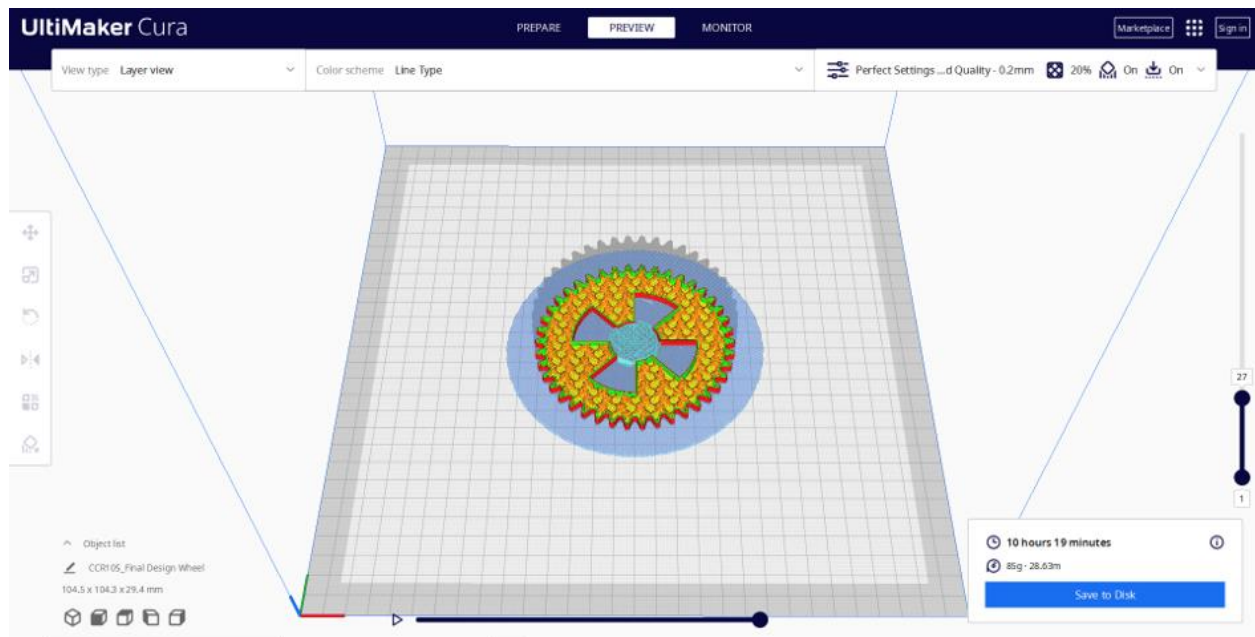 UltiMaker Cura
PREPARE
PREVIEW
MONITOR
Marketplace
Sign in
View type Layer view
Color scheme Line Type
Perfect Settings ...d Quality - 0.2mm
20%
On
On
27
1
Object list
CCR105_Final Design Wheel
104.5 x 104.3 x 29.4 mm
10 hours 19 minutes
85g · 28.63m
Save to Disk